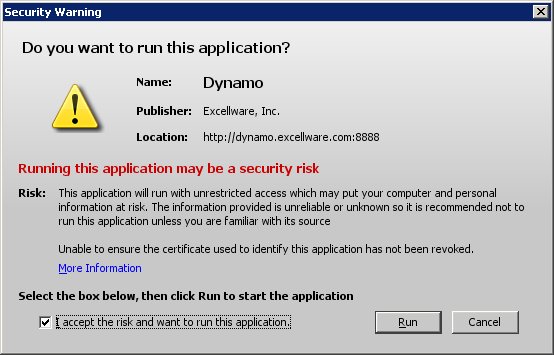 Security Warning
Do you want to run this application?
Name: Dynamo
Publisher: Excellware, Inc.
Location: http://dynamo.excellware.com:8888
Running this application may be a security risk
Risk: This application will run with unrestricted access which may put your computer and personal
information at risk. The information provided is unreliable or unknown so it is recommended not to
run this application unless you are familiar with its source
Unable to ensure the certificate used to identify this application has not been revoked.
More Information
Select the box below, then click Run to start the application
I accept the risk and want to run this application.
Run
Cancel